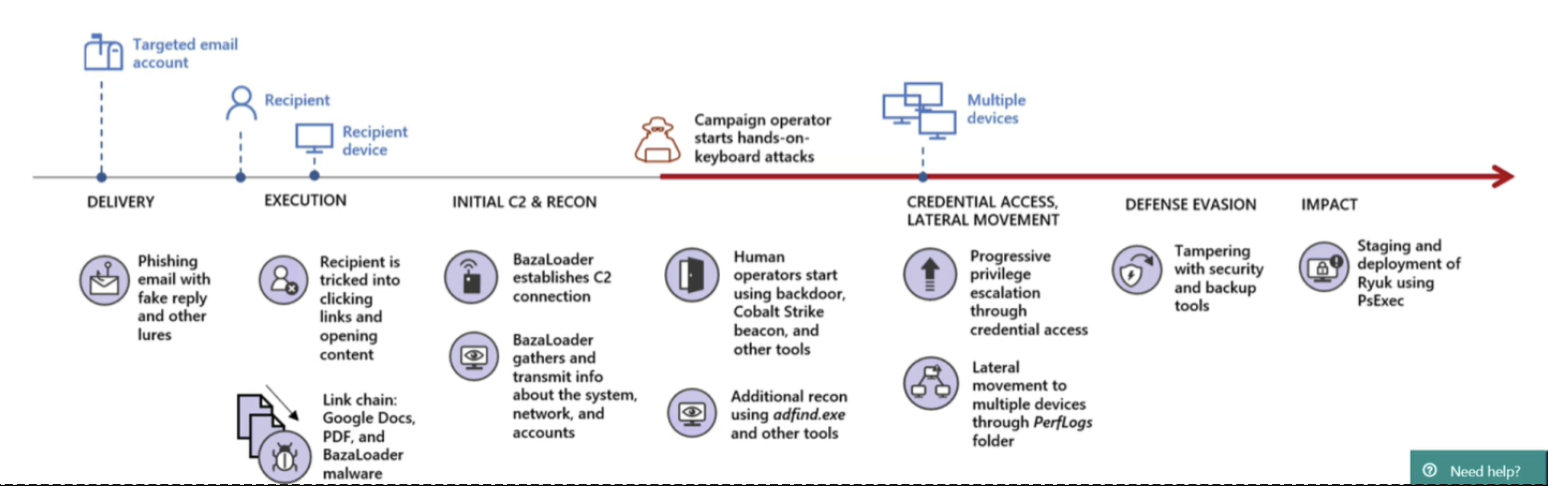 Targeted email
account
Recipient
Recipient
device
Campaign operator
starts hands-on-
keyboard attacks
Multiple
devices
DELIVERY
EXECUTION
INITIAL C2 & RECON
CREDENTIAL ACCESS,
LATERAL MOVEMENT
DEFENSE EVASION
IMPACT
Phishing
email with
fake reply
and other
lures
Recipient is
tricked into
clicking
links and
opening
content
Link chain:
Google Docs,
PDF, and
BazaLoader
malware
BazaLoader
establishes C2
connection
BazaLoader
gathers and
transmit info
about the system,
network, and
accounts
Human
operators start
using backdoor,
Cobalt Strike
beacon, and
other tools
Additional recon
using adfind.exe
and other tools
Progressive
privilege
escalation
through
credential access
Lateral
movement to
multiple devices
through PerfLogs
folder
Tampering
with security
and backup
tools
Staging and
deployment of
Ryuk using
PsExec
Need help?